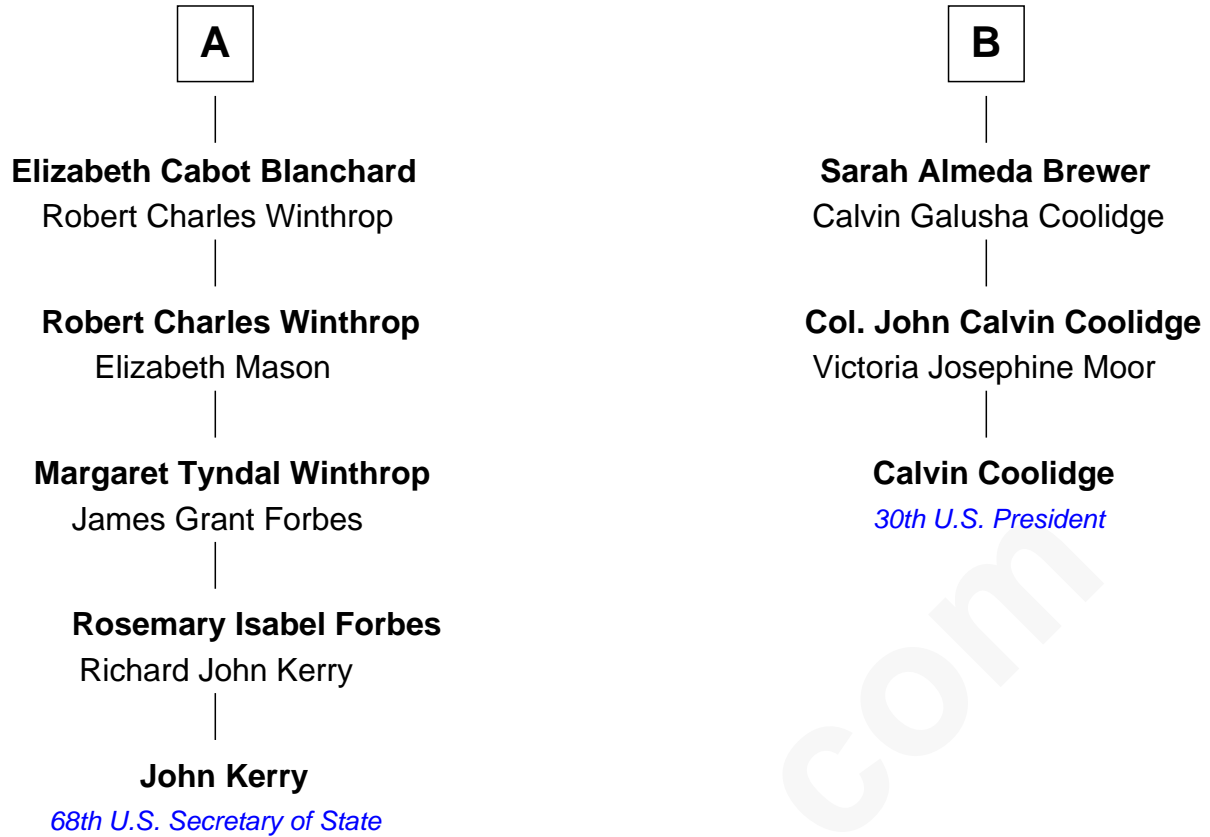 A
Elizabeth Cabot Blanchard
Robert Charles Winthrop
Robert Charles Winthrop
Elizabeth Mason
Margaret Tyndal Winthrop
James Grant Forbes
Rosemary Isabel Forbes
Richard John Kerry
John Kerry
68th U.S. Secretary of State
B
Sarah Almeda Brewer
Calvin Galusha Coolidge
Col. John Calvin Coolidge
Victoria Josephine Moor
Calvin Coolidge
30th U.S. President
com